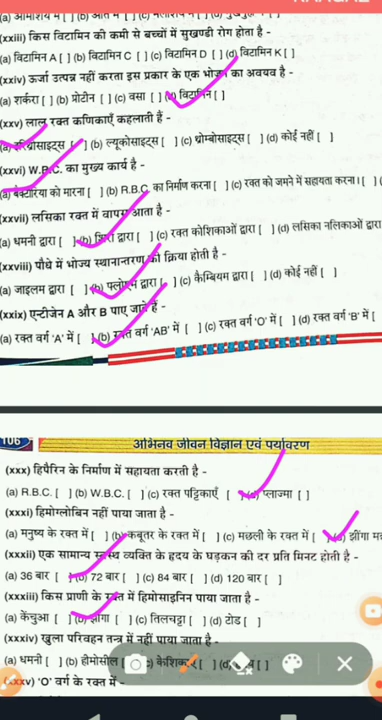 (a) आमाशय में [ ] (b) आंत
(xxiii) किस विटामिन की कमी से बच्चों में सुखण्डी रोग होता है -
(a) विटामिन A [ ] (b) विटामिन C [ ] (c) विटामिन D [ ] (d) विटामिन K [ ]
(xxiv) ऊर्जा उत्पन्न नहीं करता इस प्रकार के एक भोजन का अवयव है -
(a) शर्करा [ ] (b) प्रोटीन [ ] (c) वसा [ ] (d) विटामिन [ ]
(xxv) लाल रक्त कणिकाएँ कहलाती हैं -
(a) इरिथ्रोसाइट्स [ ] (b) ल्यूकोसाइट्स [ ] (c) थ्रोम्बोसाइट्स [ ] (d) कोई नहीं [ ]
(xxvi) W.B.C. का मुख्य कार्य है -
(a) बैक्टीरिया को मारना [ ] (b) R.B.C. का निर्माण करना [ ] (c) रक्त को जमने में सहायता करना। [ ] (
(xxvii) लसिका रक्त में वापस आता है -
(a) धमनी द्वारा [ ] (b) शिरा द्वारा [ ] (c) रक्त कोशिकाओं द्वारा [ ] (d) लसिका नलिकाओं द्वारा
(xxviii) पौधे में भोज्य स्थानान्तरण की क्रिया होती है -
(a) जाइलम द्वारा [ ] (b) फ्लोएम द्वारा [ ] (c) कैम्बियम द्वारा [ ] (d) कोई नहीं [ ]
(xxix) एन्टीजेन A और B पाए जाते हैं -
(a) रक्त वर्ग 'A' में [ ] (b) रक्त वर्ग 'AB' में [ ] (c) रक्त वर्ग 'O' में [ ] (d) रक्त वर्ग 'B' में [
106 अभिनव जीवन विज्ञान एवं पर्यावरण
(xxx) हिपैरिन के निर्माण में सहायता करती है -
(a) R.B.C. [ ] (b) W.B.C. [ ] (c) रक्त पट्टिकाएँ [ ] (d) प्लाज्मा [ ]
(xxxi) हिमोग्लोबिन नहीं पाया जाता है -
(a) मनुष्य के रक्त में [ ] (b) कबूतर के रक्त में [ ] (c) मछली के रक्त में [ ] (d) झींगा
(xxxii) एक सामान्य स्वस्थ व्यक्ति के हृदय के धड़कन की दर प्रति मिनट होती है -
(a) 36 बार [ ] (b) 72 बार [ ] (c) 84 बार [ ] (d) 120 बार [ ]
(xxxiii) किस प्राणी के रक्त में हिमोसाइनिन पाया जाता है -
(a) केंचुआ [ ] (b) झींगा [ ] (c) तिलचट्टा [ ] (d) टोड [ ]
(xxxiv) खुला परिवहन तन्त्र में नहीं पाया जाता है -
(a) धमनी [ ] (b) हीमोसील [ ] (c) केशिका [ ] (d)
(xxxv) 'O' वर्ग के रक्त में -